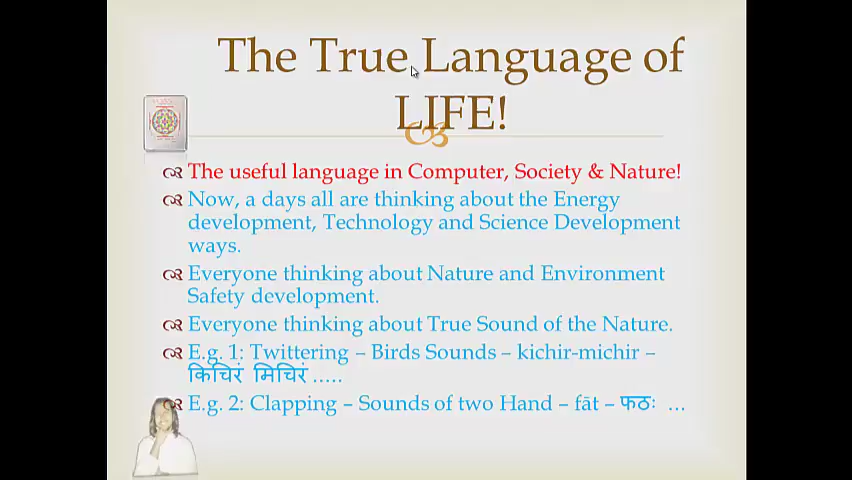 The True Language of
LIFE!
The useful language in Computer, Society & Nature!
Now, a days all are thinking about the Energy
development, Technology and Science Development
ways.
Everyone thinking about Nature and Environment
Safety development.
Everyone thinking about True Sound of the Nature.
E.g. 1: Twittering – Birds Sounds – kichir-michir –
किचिरं मिचिरं .....
E.g. 2: Clapping – Sounds of two Hand – fāt – फठः ...